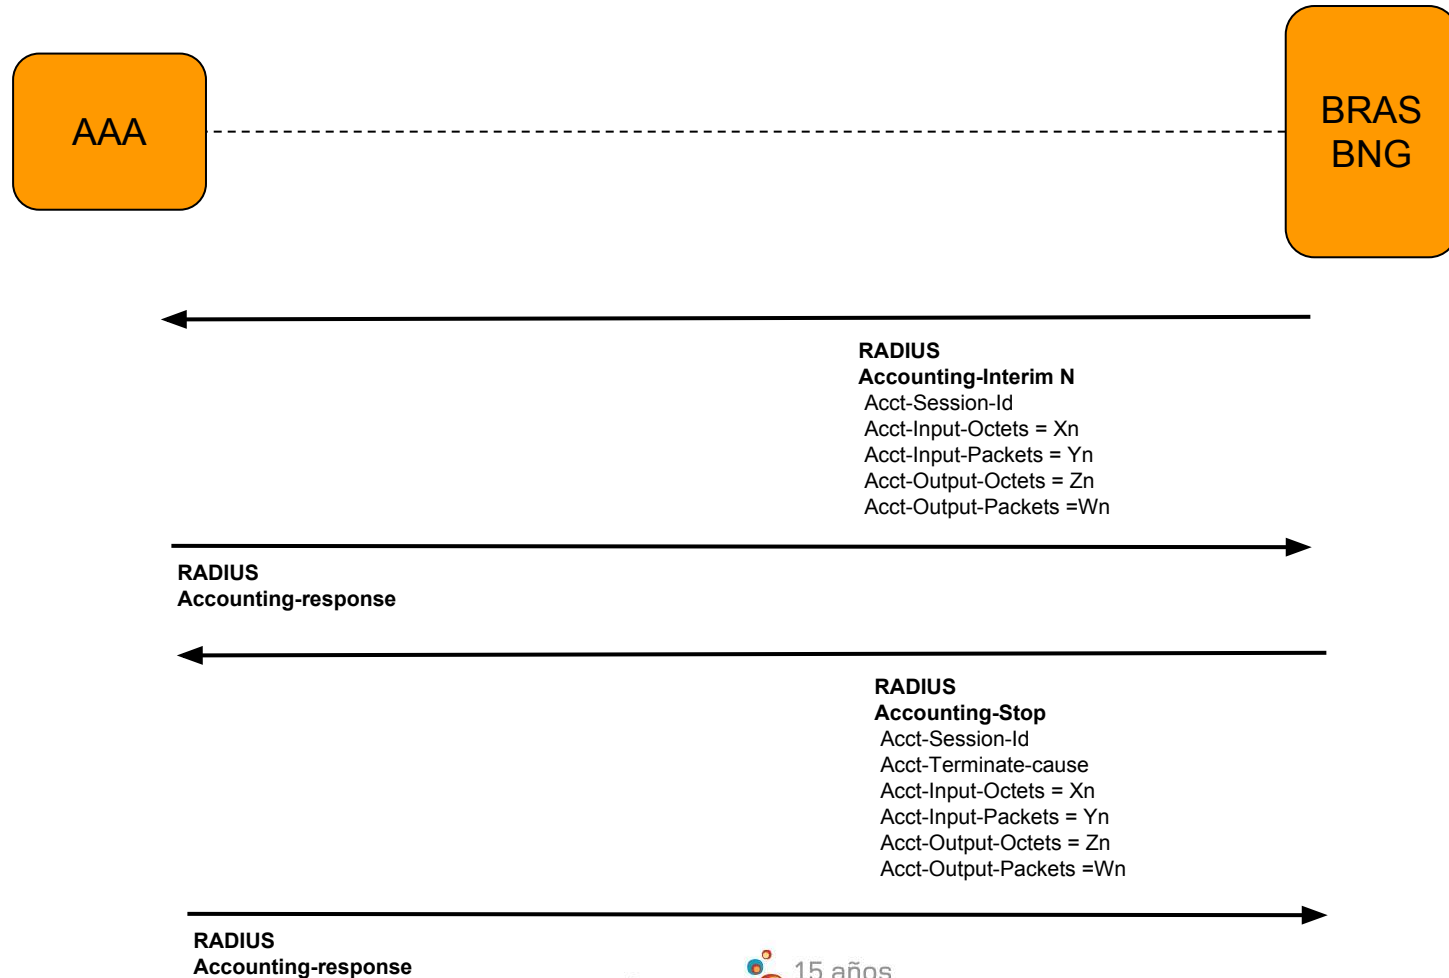 AAA
BRAS
BNG
RADIUS
Accounting-Interim N
Acct-Session-Id
Acct-Input-Octets = Xn
Acct-Input-Packets = Yn
Acct-Output-Octets = Zn
Acct-Output-Packets =Wn
RADIUS
Accounting-response
RADIUS
Accounting-Stop
Acct-Session-Id
Acct-Terminate-cause
Acct-Input-Octets = Xn
Acct-Input-Packets = Yn
Acct-Output-Octets = Zn
Acct-Output-Packets =Wn
RADIUS
Accounting-response
15 años